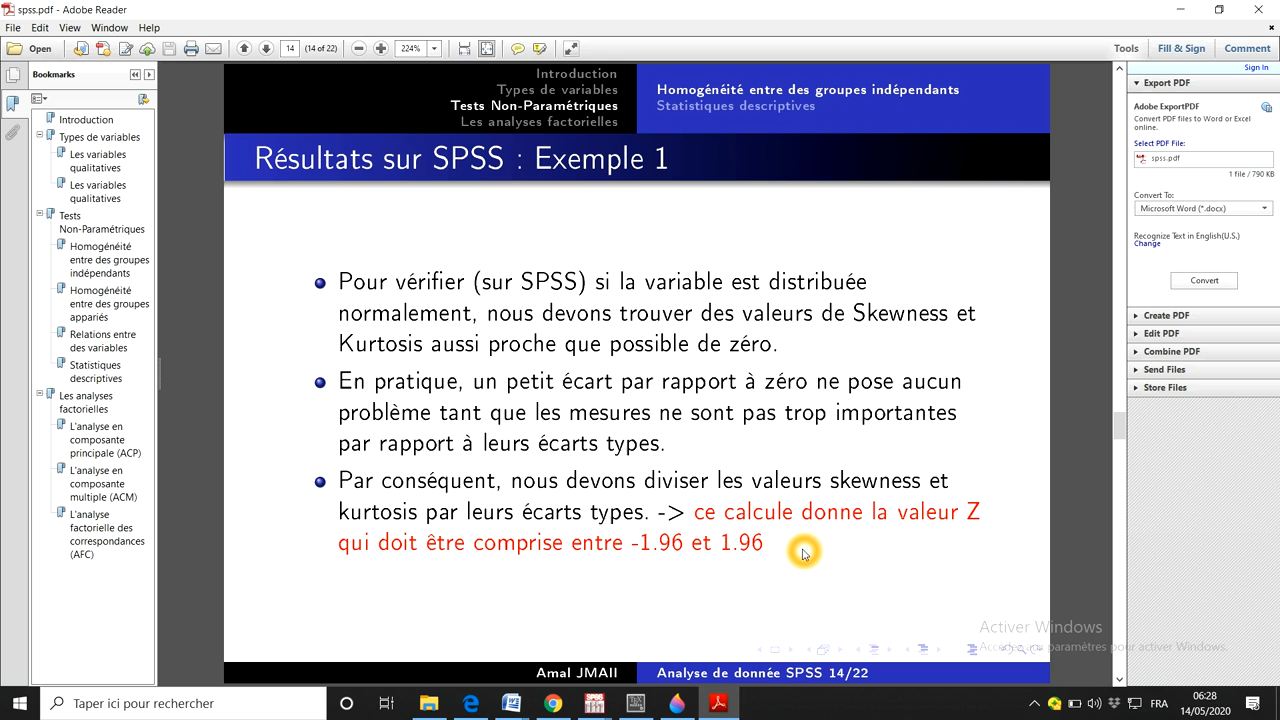 spss.pdf - Adobe Reader
File Edit View Window Help
Open 14 (14 of 22) 224% Tools Fill & Sign Comment
Sign In
Bookmarks
Introduction
Types de variables
Les variables
qualitatives
Les variables
qualitatives
Tests
Non-Paramétriques
Homogénéité
entre des groupes
indépendants
Homogénéité
entre des groupes
appariés
Relations entre
des variables
Statistiques
descriptives
Les analyses
factorielles
L'analyse en
composante
principale (ACP)
L'analyse en
composante
multiple (ACM)
L'analyse
factorielle des
correspondances
(AFC)
Introduction
Types de variables
Tests Non-Paramétriques
Les analyses factorielles
Homogénéité entre des groupes indépendants
Statistiques descriptives
Résultats sur SPSS : Exemple 1
Pour vérifier (sur SPSS) si la variable est distribuée
normalement, nous devons trouver des valeurs de Skewness et
Kurtosis aussi proche que possible de zéro.
En pratique, un petit écart par rapport à zéro ne pose aucun
problème tant que les mesures ne sont pas trop importantes
par rapport à leurs écarts types.
Par conséquent, nous devons diviser les valeurs skewness et
kurtosis par leurs écarts types. -> ce calcule donne la valeur Z
qui doit être comprise entre -1.96 et 1.96
Amal JMAII Analyse de donnée SPSS 14/22
Export PDF
Adobe ExportPDF
Convert PDF files to Word or Excel
online.
Select PDF File:
spss.pdf
1 file / 790 KB
Convert To:
Microsoft Word (*.docx)
Recognize Text in English(U.S.)
Change
Convert
Create PDF
Edit PDF
Combine PDF
Send Files
Store Files
Activer Windows
paramètres pour activer Windows.
Taper ici pour rechercher
FRA
06:28
14/05/2020